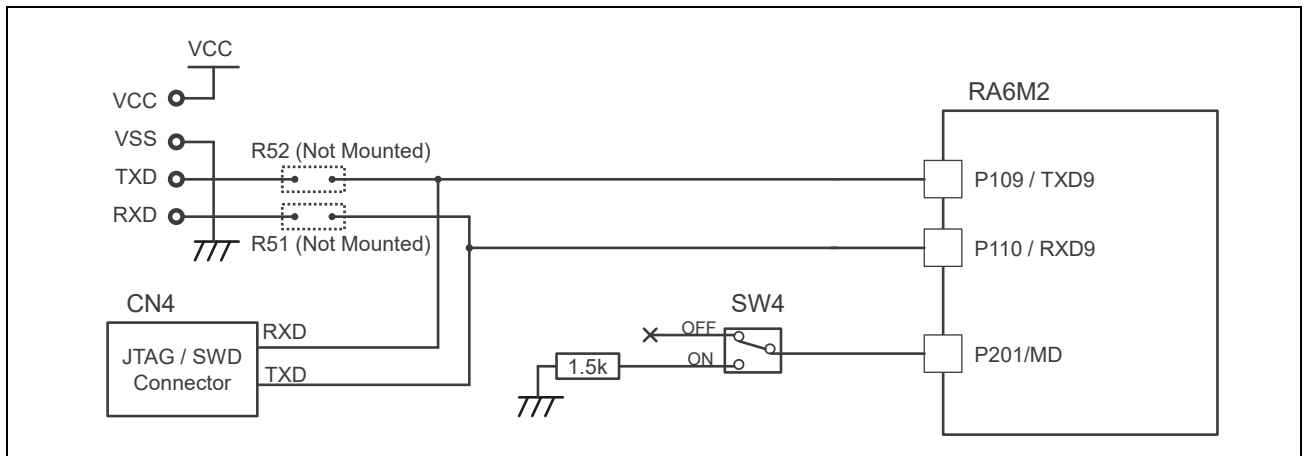 VCC
VCC
VSS
TXD
RXD
R52 (Not Mounted)
R51 (Not Mounted)
CN4
JTAG / SWD
Connector
RXD
TXD
SW4
OFF
ON
1.5k
RA6M2
P109 / TXD9
P110 / RXD9
P201/MD